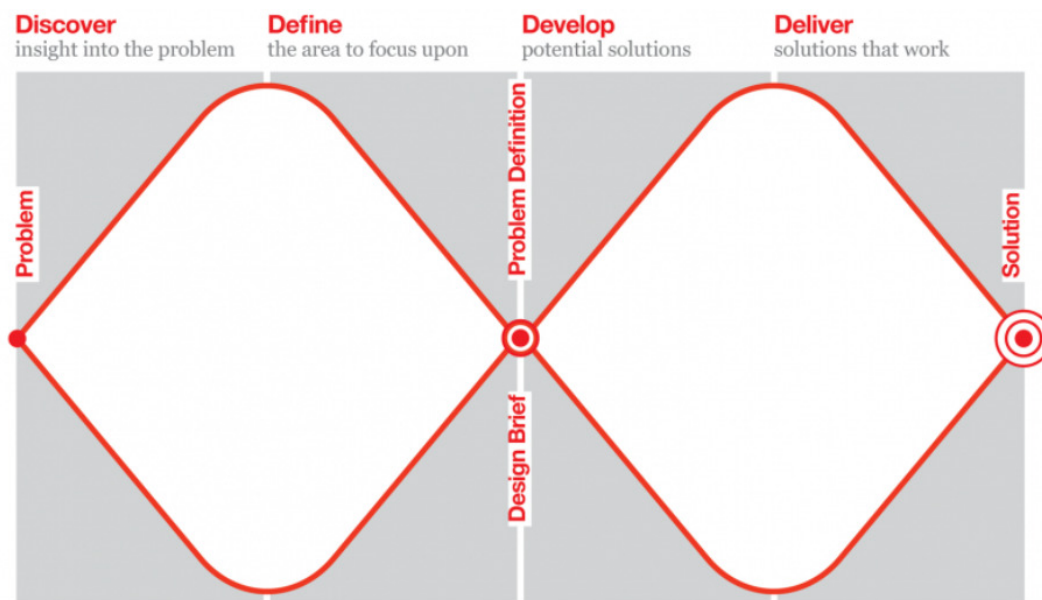 Discover
insight into the problem
Define
the area to focus upon
Develop
potential solutions
Deliver
solutions that work
Problem
Problem Definition
Design Brief
Solution